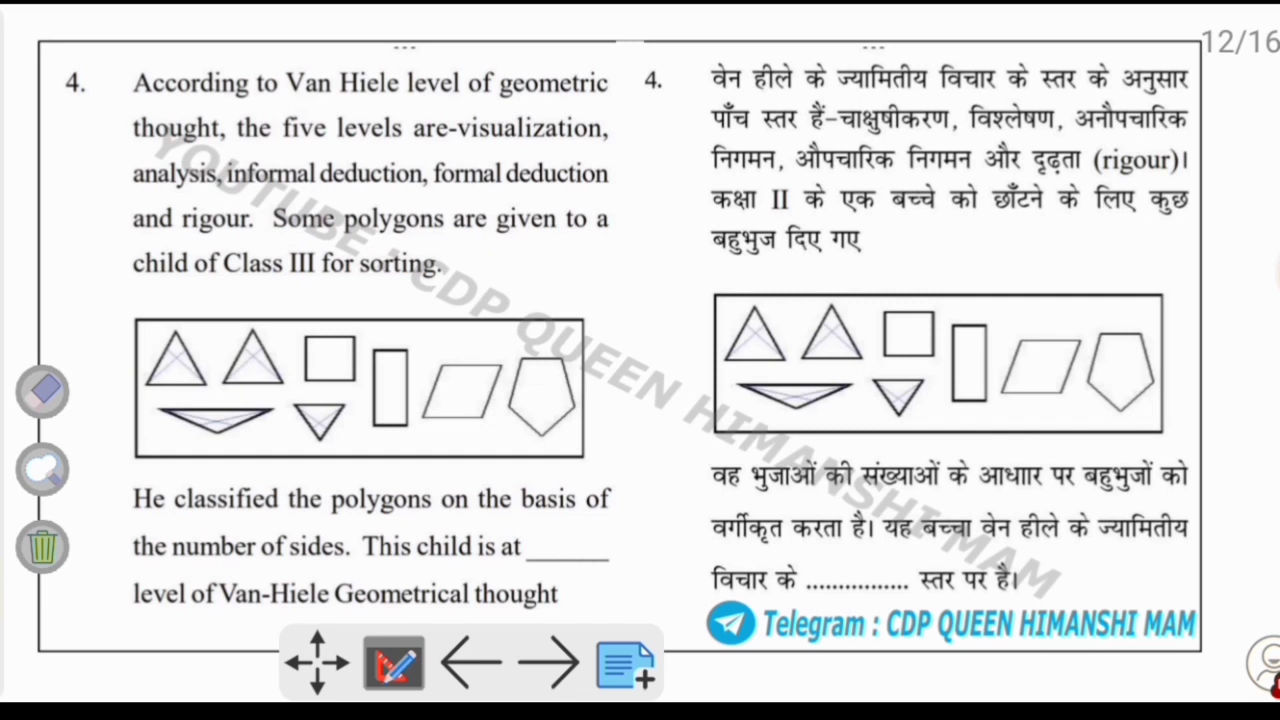 12/16
4. According to Van Hiele level of geometric
thought, the five levels are-visualization,
analysis, informal deduction, formal deduction
and rigour. Some polygons are given to a
child of Class III for sorting.
He classified the polygons on the basis of
the number of sides. This child is at ________
level of Van-Hiele Geometrical thought
4. वेन हीले के ज्यामितीय विचार के स्तर के अनुसार
पाँच स्तर हैं-चाक्षुषीकरण, विश्लेषण, अनौपचारिक
निगमन, औपचारिक निगमन और दृढ़ता (rigour)।
कक्षा II के एक बच्चे को छाँटने के लिए कुछ
बहुभुज दिए गए
वह भुजाओं की संख्याओं के आधाार पर बहुभुजों को
वर्गीकृत करता है। यह बच्चा वेन हीले के ज्यामितीय
विचार के ................ स्तर पर है।
YOUTUBE : CDP QUEEN HIMANSHI MAM
Telegram : CDP QUEEN HIMANSHI MAM